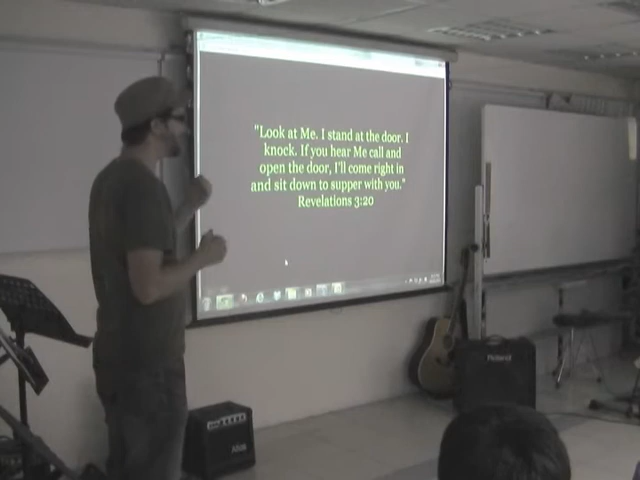 "Look at Me. I stand at the door. I
knock. If you hear Me call and
open the door, I'll come right in
and sit down to supper with you."
Revelations 3:20
Roland